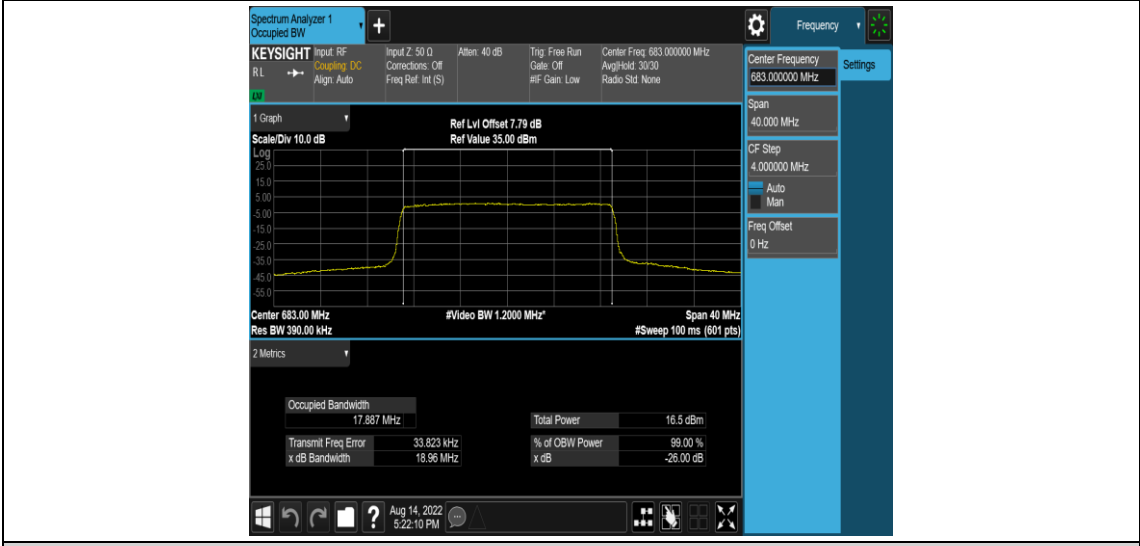 Spectrum Analyzer 1
Occupied BW
+
Frequency
KEYSIGHT
RL
LNI
Input: RF
Coupling: DC
Align: Auto
Input Z: 50 Ω
Corrections: Off
Freq Ref: Int (S)
Atten: 40 dB
Trig: Free Run
Gate: Off
#IF Gain: Low
Center Freq: 683.000000 MHz
Avg|Hold: 30/30
Radio Std: None
Center Frequency
683.000000 MHz
Settings
Span
40.000 MHz
CF Step
4.000000 MHz
Auto
Man
Freq Offset
0 Hz
1 Graph
Scale/Div 10.0 dB
Ref Lvl Offset 7.79 dB
Ref Value 35.00 dBm
Log
25.0
15.0
5.00
-5.00
-15.0
-25.0
-35.0
-45.0
-55.0
Center 683.00 MHz
#Video BW 1.2000 MHz*
Span 40 MHz
Res BW 390.00 kHz
#Sweep 100 ms (601 pts)
2 Metrics
Occupied Bandwidth
17.887 MHz
Total Power 16.5 dBm
Transmit Freq Error 33.823 kHz
% of OBW Power 99.00 %
x dB Bandwidth 18.96 MHz
x dB -26.00 dB
?
Aug 14, 2022
5:22:10 PM